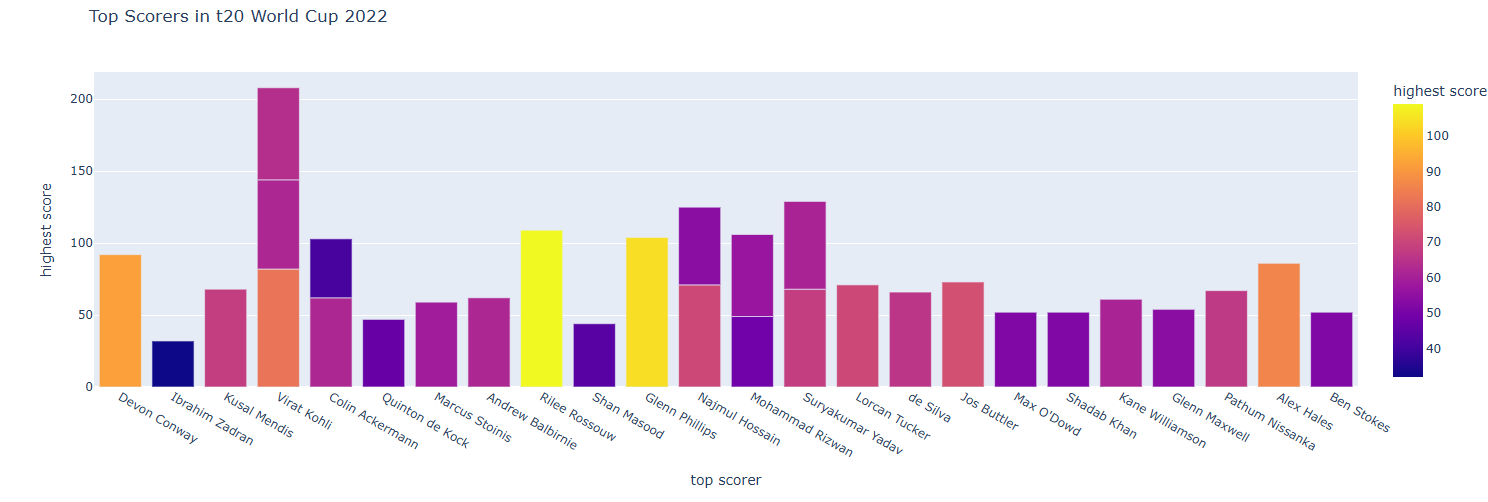 Top Scorers in t20 World Cup 2022
highest score
200
150
100
50
0
Devon Conway
Ibrahim Zadran
Kusal Mendis
Virat Kohli
Colin Ackermann
Quinton de Kock
Marcus Stoinis
Andrew Balbirnie
Rilee Rossouw
Shan Masood
Glenn Phillips
Najmul Hossain
Mohammad Rizwan
Suryakumar Yadav
Lorcan Tucker
de Silva
Jos Buttler
Max O'Dowd
Shadab Khan
Kane Williamson
Glenn Maxwell
Pathum Nissanka
Alex Hales
Ben Stokes
top scorer
highest score
100
90
80
70
60
50
40